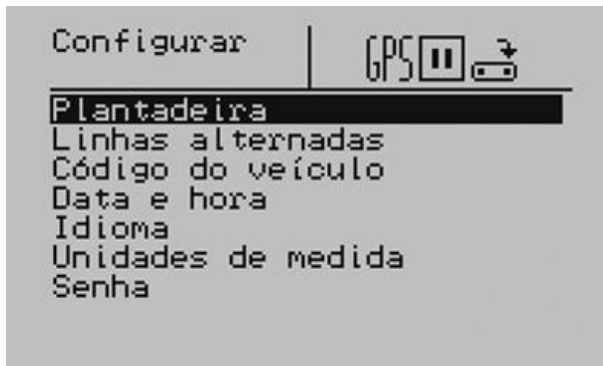 Configurar
GPS
Plantadeira
Linhas alternadas
Código do veículo
Data e hora
Idioma
Unidades de medida
Senha